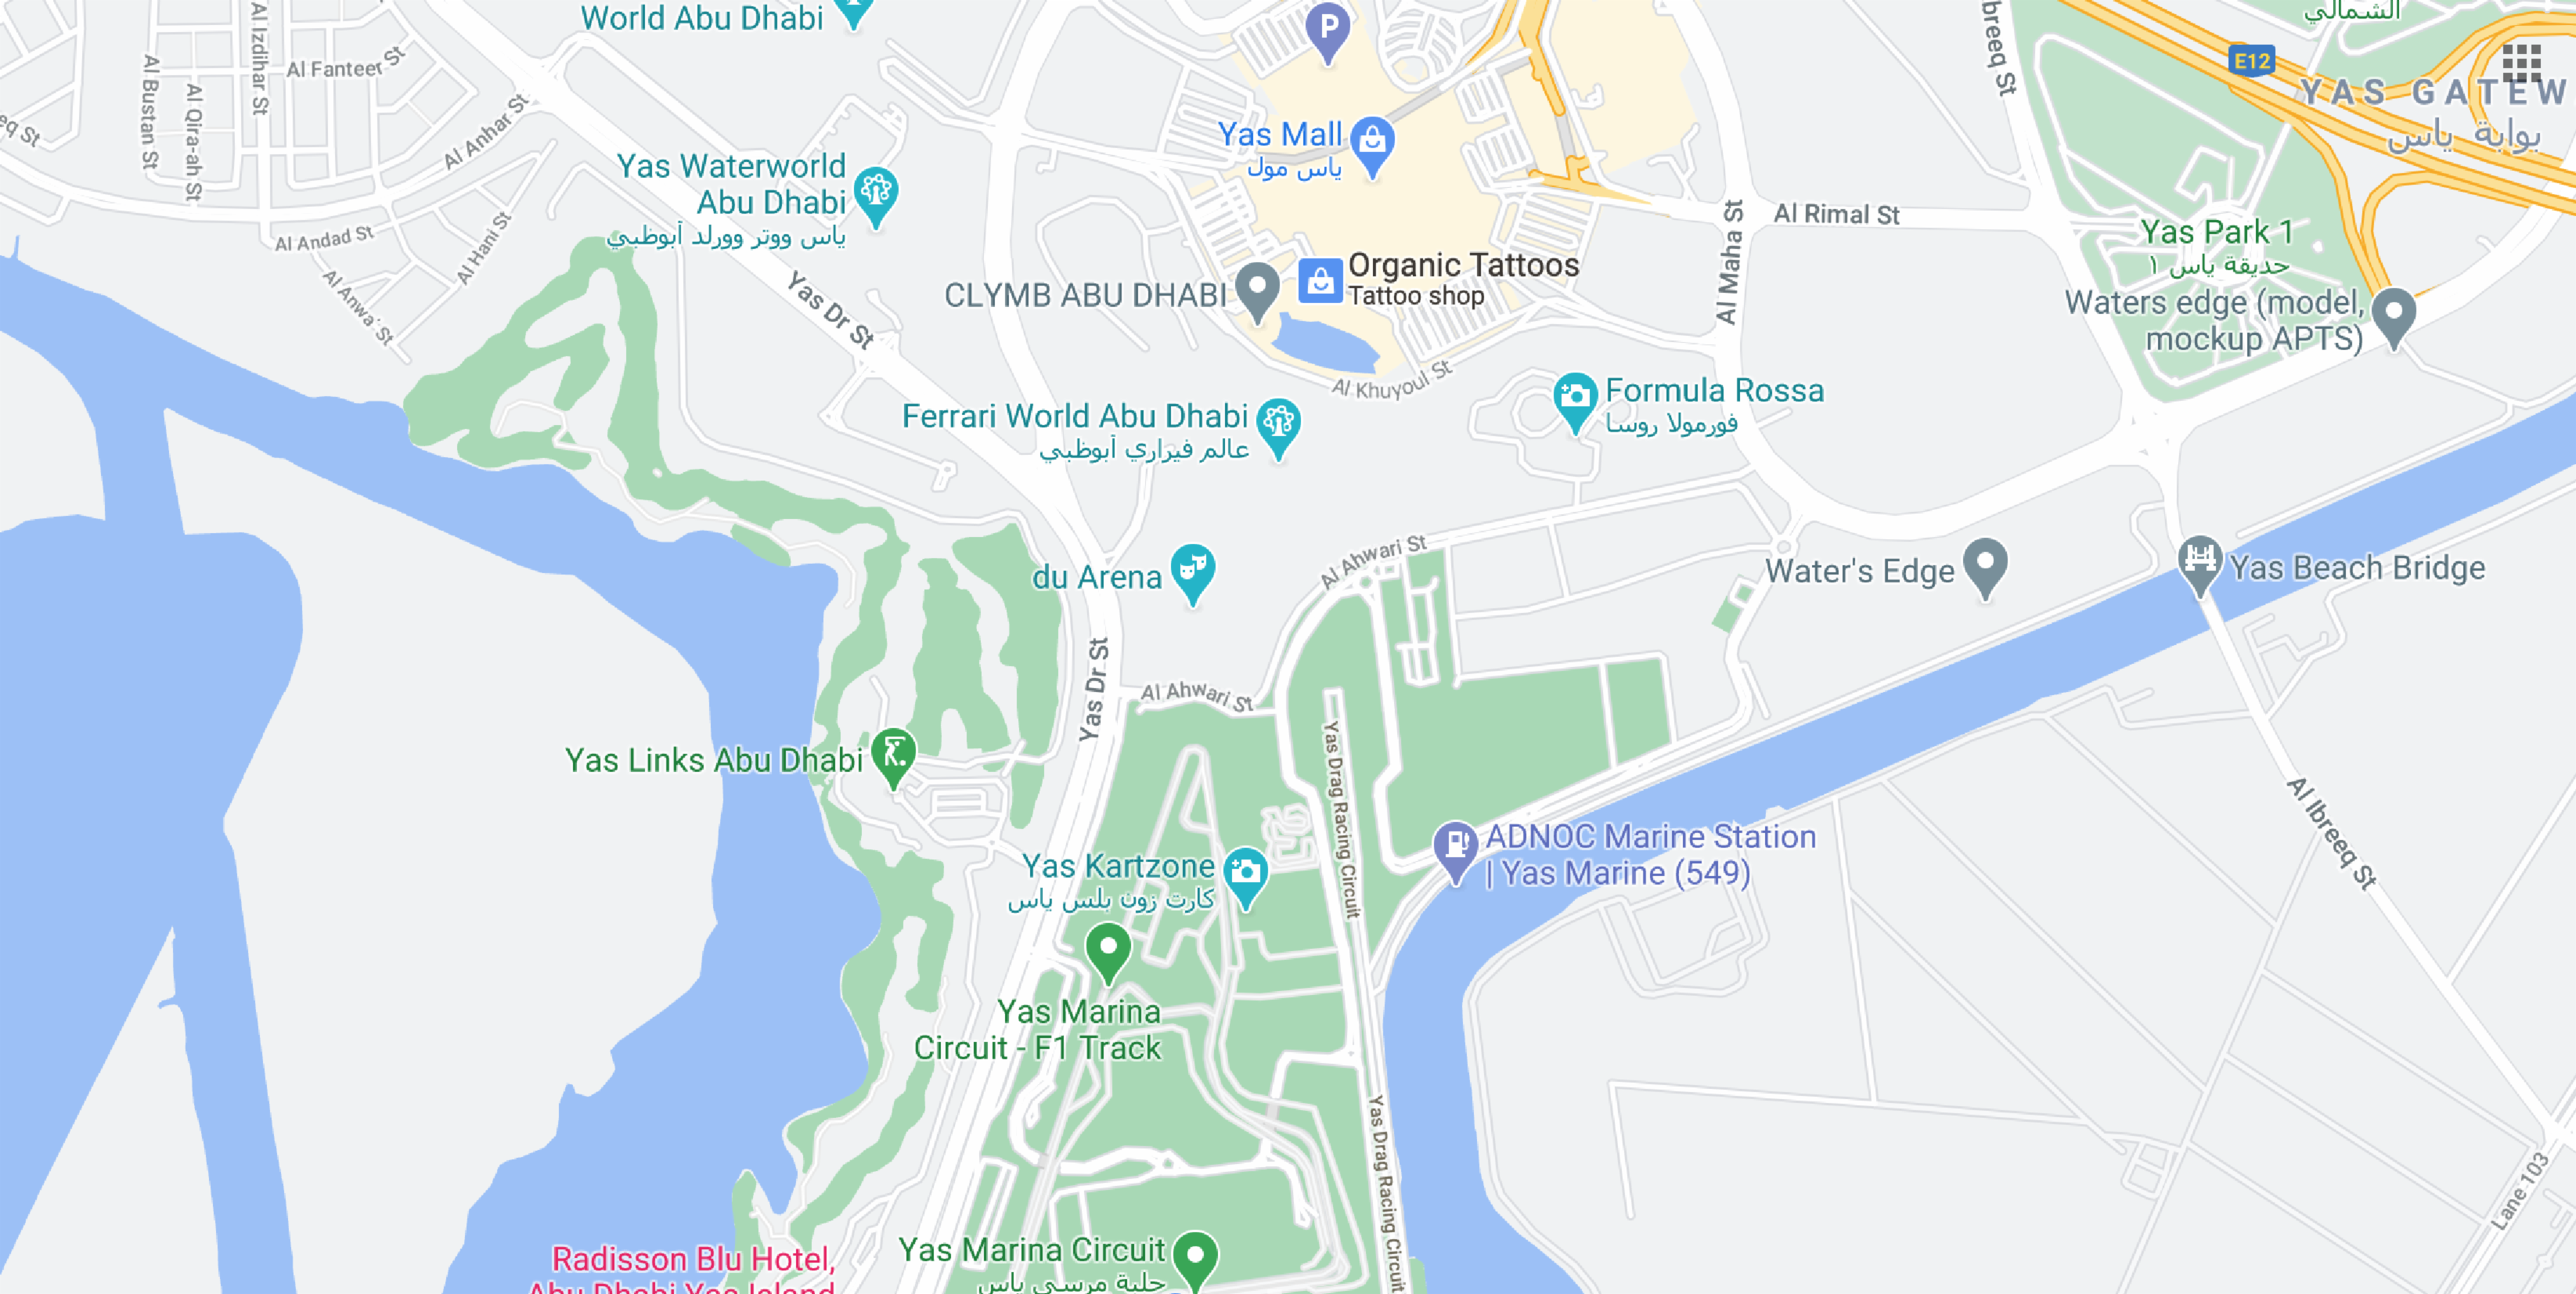 World Abu Dhabi
Al Izdihar St
Al Fanteer St
Al Bustan St
Al Qira-ah St
eq St
Al Anhar St
Al Andad St
Al Hani St
Al Anwa' St
Yas Waterworld
Abu Dhabi
ياس ووتر وورلد أبوظبي
Yas Dr St
P
Yas Mall
ياس مول
CLYMB ABU DHABI
Organic Tattoos
Tattoo shop
Al Khuyoul St
Al Maha St
Al Rimal St
breeq St
الشمالي
E12
YAS GATEW
بوابة ياس
Yas Park 1
حديقة ياس ١
Waters edge (model,
mockup APTS)
Ferrari World Abu Dhabi
عالم فيراري أبوظبي
Formula Rossa
فورمولا روسا
du Arena
Al Ahwari St
Water's Edge
Yas Beach Bridge
Yas Dr St
Al Ahwari St
Yas Links Abu Dhabi
Yas Drag Racing Circuit
ADNOC Marine Station
| Yas Marine (549)
Al Ibreeq St
Yas Kartzone
كارت زون بلس ياس
Yas Marina
Circuit - F1 Track
Yas Drag Racing Circuit
Lane 103
Yas Marina Circuit
حلبة مرسى ياس
Radisson Blu Hotel,
Abu Dhabi Yas Island